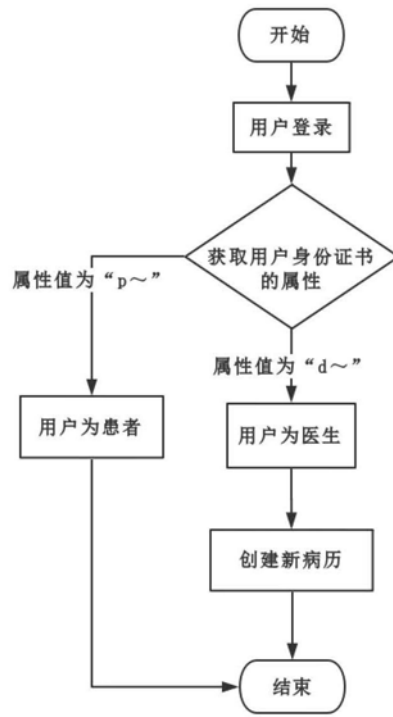 开始
用户登录
获取用户身份证书
的属性
属性值为“p～”
属性值为“d～”
用户为患者
用户为医生
创建新病历
结束